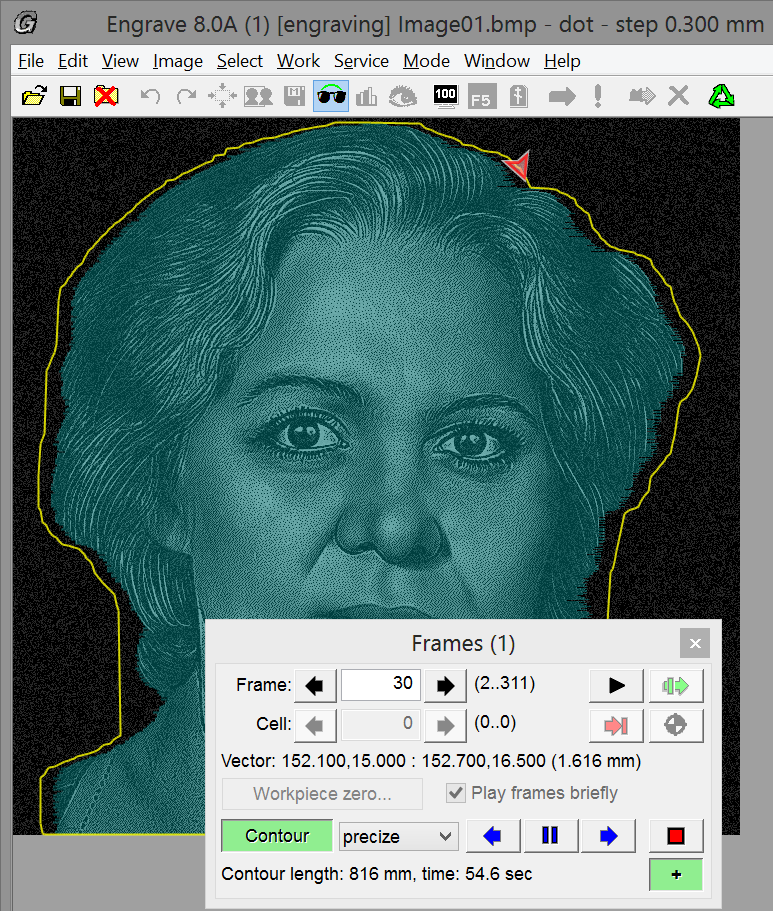 Engrave 8.0A (1) [engraving] Image01.bmp - dot - step 0.300 mm
File Edit View Image Select Work Service Mode Window Help
M 100 F5
Frames (1)
Frame: 30 (2..311)
Cell: 0 (0..0)
Vector: 152.100,15.000 : 152.700,16.500 (1.616 mm)
Workpiece zero... Play frames briefly
Contour precize
Contour length: 816 mm, time: 54.6 sec